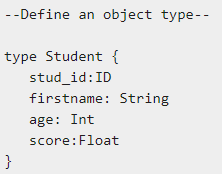 --Define an object type--
type Student {
stud_id:ID
firstname: String
age: Int
score:Float
}